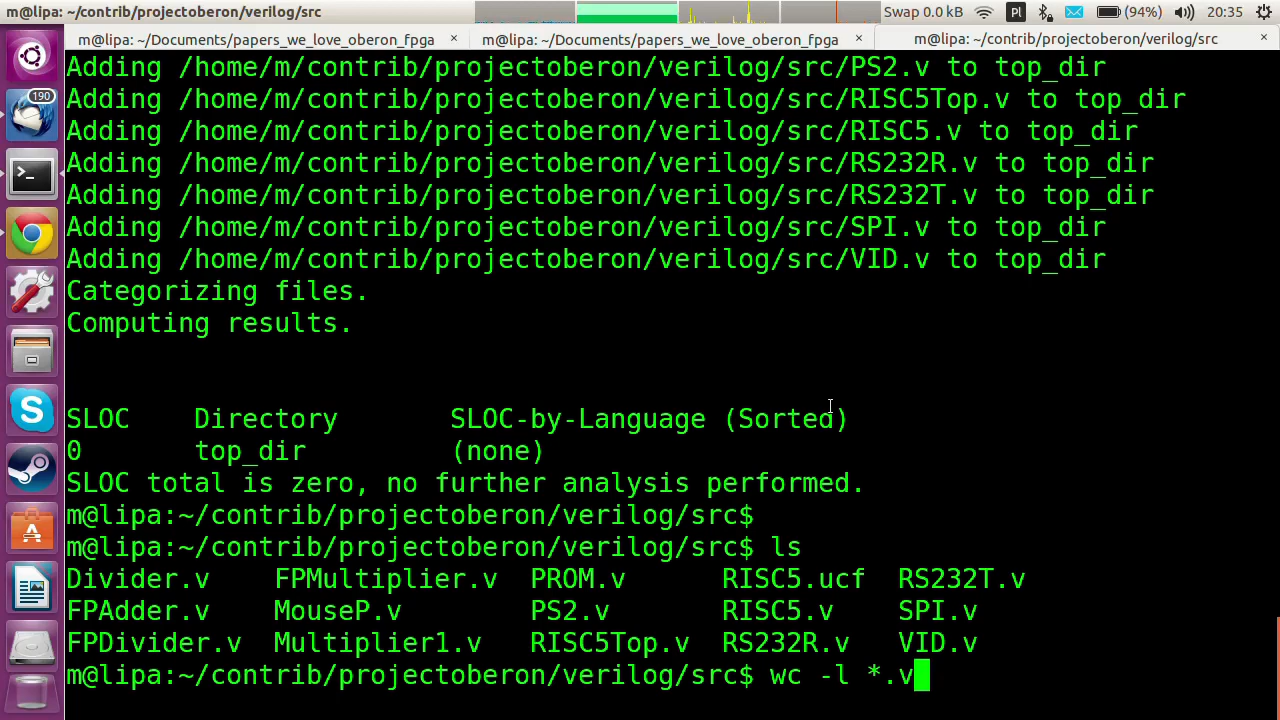 m@lipa: ~/contrib/projectoberon/verilog/src Swap 0.0 kB Pl (94%) 20:35
m@lipa: ~/Documents/papers_we_love_oberon_fpga × m@lipa: ~/Documents/papers_we_love_oberon_fpga × m@lipa: ~/contrib/projectoberon/verilog/src ×
190
Adding /home/m/contrib/projectoberon/verilog/src/PS2.v to top_dir
Adding /home/m/contrib/projectoberon/verilog/src/RISC5Top.v to top_dir
Adding /home/m/contrib/projectoberon/verilog/src/RISC5.v to top_dir
Adding /home/m/contrib/projectoberon/verilog/src/RS232R.v to top_dir
Adding /home/m/contrib/projectoberon/verilog/src/RS232T.v to top_dir
Adding /home/m/contrib/projectoberon/verilog/src/SPI.v to top_dir
Adding /home/m/contrib/projectoberon/verilog/src/VID.v to top_dir
Categorizing files.
Computing results.
SLOC Directory SLOC-by-Language (Sorted)
0 top_dir (none)
SLOC total is zero, no further analysis performed.
m@lipa:~/contrib/projectoberon/verilog/src$
m@lipa:~/contrib/projectoberon/verilog/src$ ls
Divider.v FPMultiplier.v PROM.v RISC5.ucf RS232T.v
FPAdder.v MouseP.v PS2.v RISC5.v SPI.v
FPDivider.v Multiplier1.v RISC5Top.v RS232R.v VID.v
m@lipa:~/contrib/projectoberon/verilog/src$ wc -l *.v